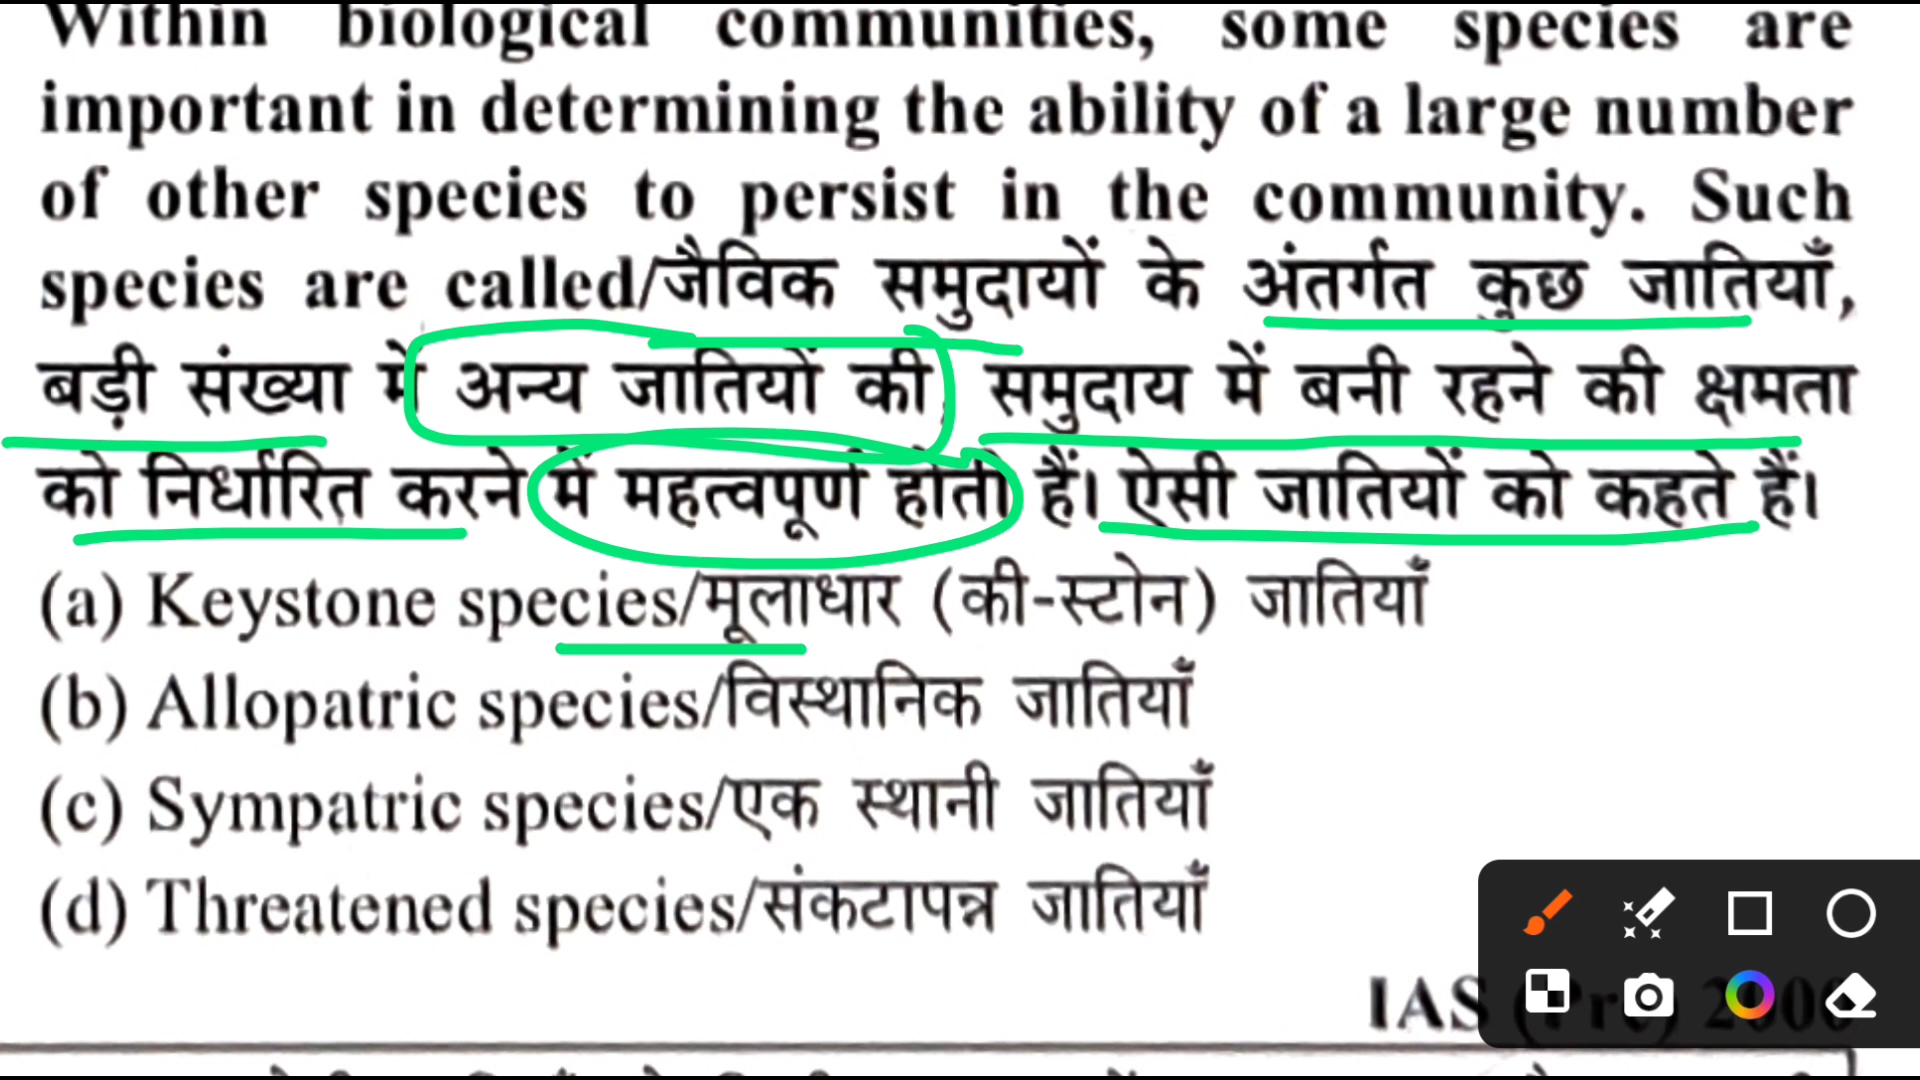 Within biological communities, some species are
important in determining the ability of a large number
of other species to persist in the community. Such
species are called/जैविक समुदायों के अंतर्गत कुछ जातियाँ,
बड़ी संख्या में अन्य जातियों की, समुदाय में बनी रहने की क्षमता
को निर्धारित करने में महत्वपूर्ण होती हैं। ऐसी जातियों को कहते हैं।
(a) Keystone species/मूलाधार (की-स्टोन) जातियाँ
(b) Allopatric species/विस्थानिक जातियाँ
(c) Sympatric species/एक स्थानी जातियाँ
(d) Threatened species/संकटापन्न जातियाँ
IAS (Pre) 2000